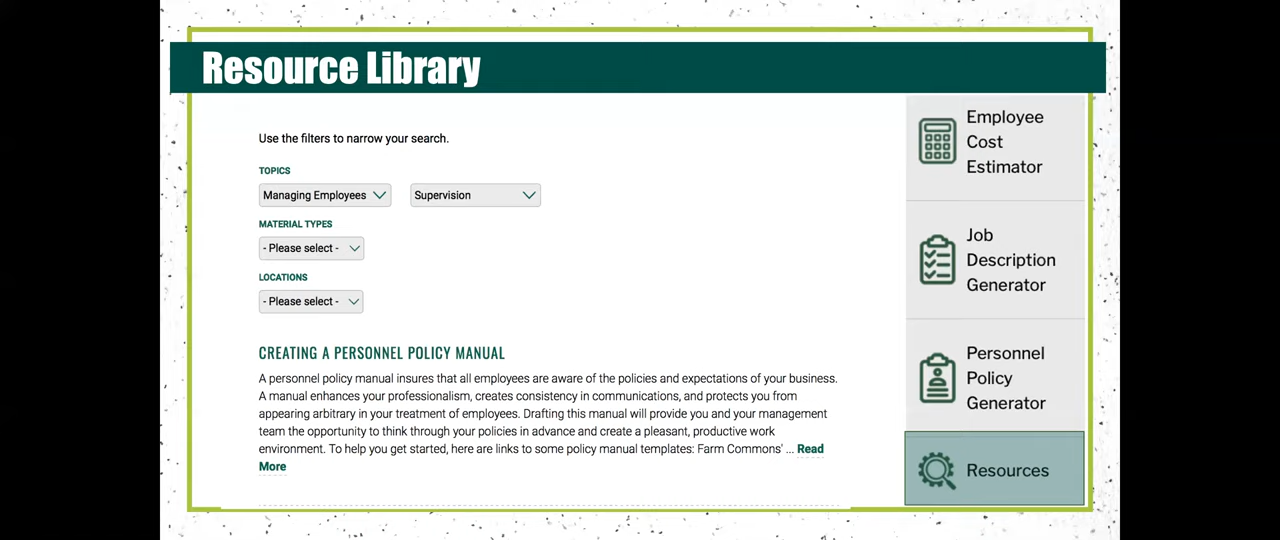 Resource Library
Use the filters to narrow your search.
TOPICS
Managing Employees
Supervision
MATERIAL TYPES
- Please select -
LOCATIONS
- Please select -
CREATING A PERSONNEL POLICY MANUAL
A personnel policy manual insures that all employees are aware of the policies and expectations of your business.
A manual enhances your professionalism, creates consistency in communications, and protects you from
appearing arbitrary in your treatment of employees. Drafting this manual will provide you and your management
team the opportunity to think through your policies in advance and create a pleasant, productive work
environment. To help you get started, here are links to some policy manual templates: Farm Commons' ... Read
More
Employee
Cost
Estimator
Job
Description
Generator
Personnel
Policy
Generator
Resources